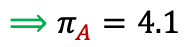 ⟹ π_A = 4.1